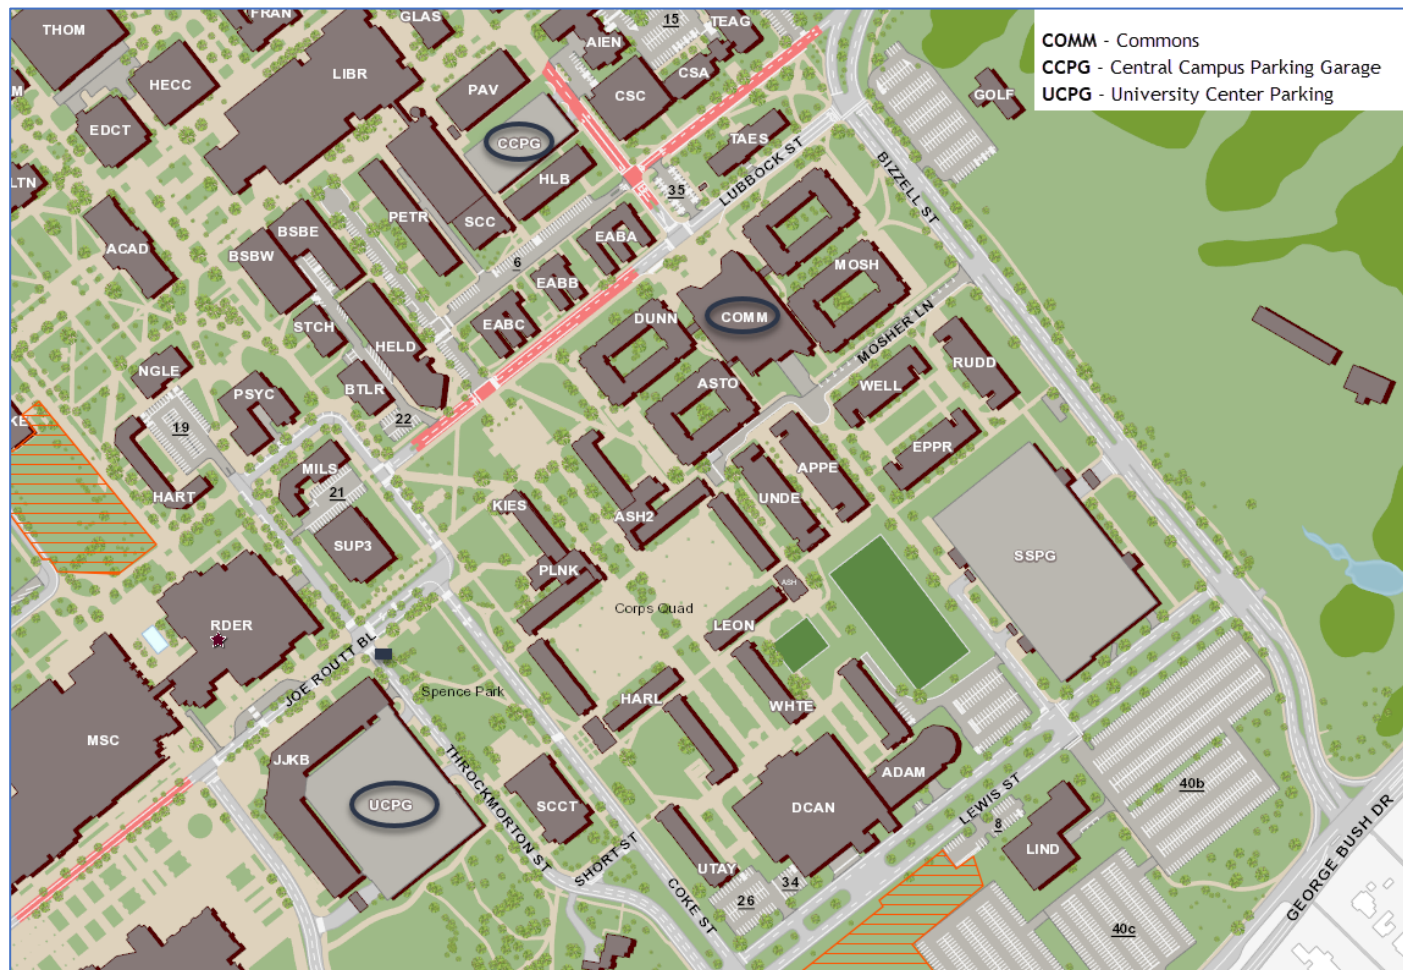 COMM - Commons
CCPG - Central Campus Parking Garage
UCPG - University Center Parking
THOM
FRAN
GLAS
15
TEAG
AIEN
HECC
LIBR
PAV
CSC
CSA
GOLF
EDCT
CCPG
TAES
LUBBOCK ST
BIZZELL ST
LTN
HLB
35
ACAD
PETR
SCC
BSBE
BSBW
EABA
6
EABB
MOSH
STCH
EABC
DUNN
COMM
MOSHER LN
HELD
NGLE
PSYC
BTLR
ASTO
WELL
RUDD
22
19
EPPR
MILS
21
APPE
HART
KIES
UNDE
ASH2
SUP3
SSPG
PLNK
ASH
Corps Quad
RDER
LEON
JOE ROUTT BL
Spence Park
HARL
WHTE
MSC
JJKB
THROCKMORTON ST
ADAM
40b
UCPG
SCCT
DCAN
LEWIS ST
8
LIND
SHORT ST
UTAY
34
26
COKE ST
GEORGE BUSH DR
40c